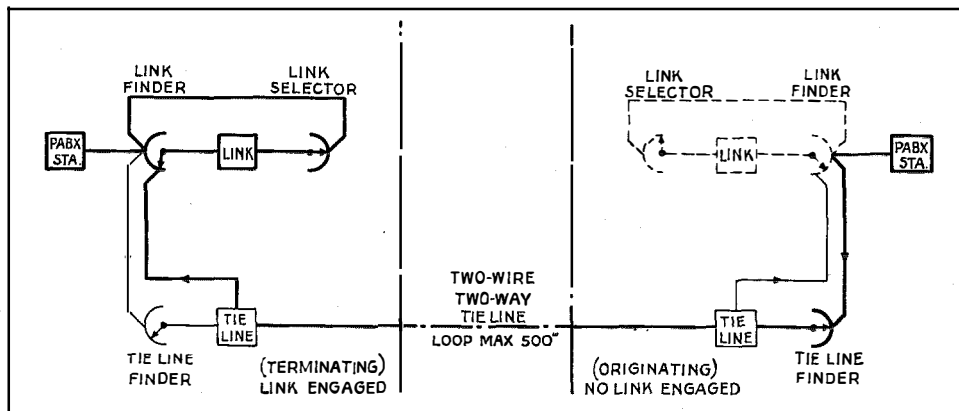 LINK
FINDER
LINK
SELECTOR
PABX
STA.
LINK
TIE
LINE
TIE LINE
FINDER
(TERMINATING)
LINK ENGAGED
TWO-WIRE
TWO-WAY
TIE LINE
LOOP MAX 500"
LINK
SELECTOR
LINK
FINDER
LINK
PABX
STA.
TIE
LINE
(ORIGINATING)
NO LINK ENGAGED
TIE LINE
FINDER